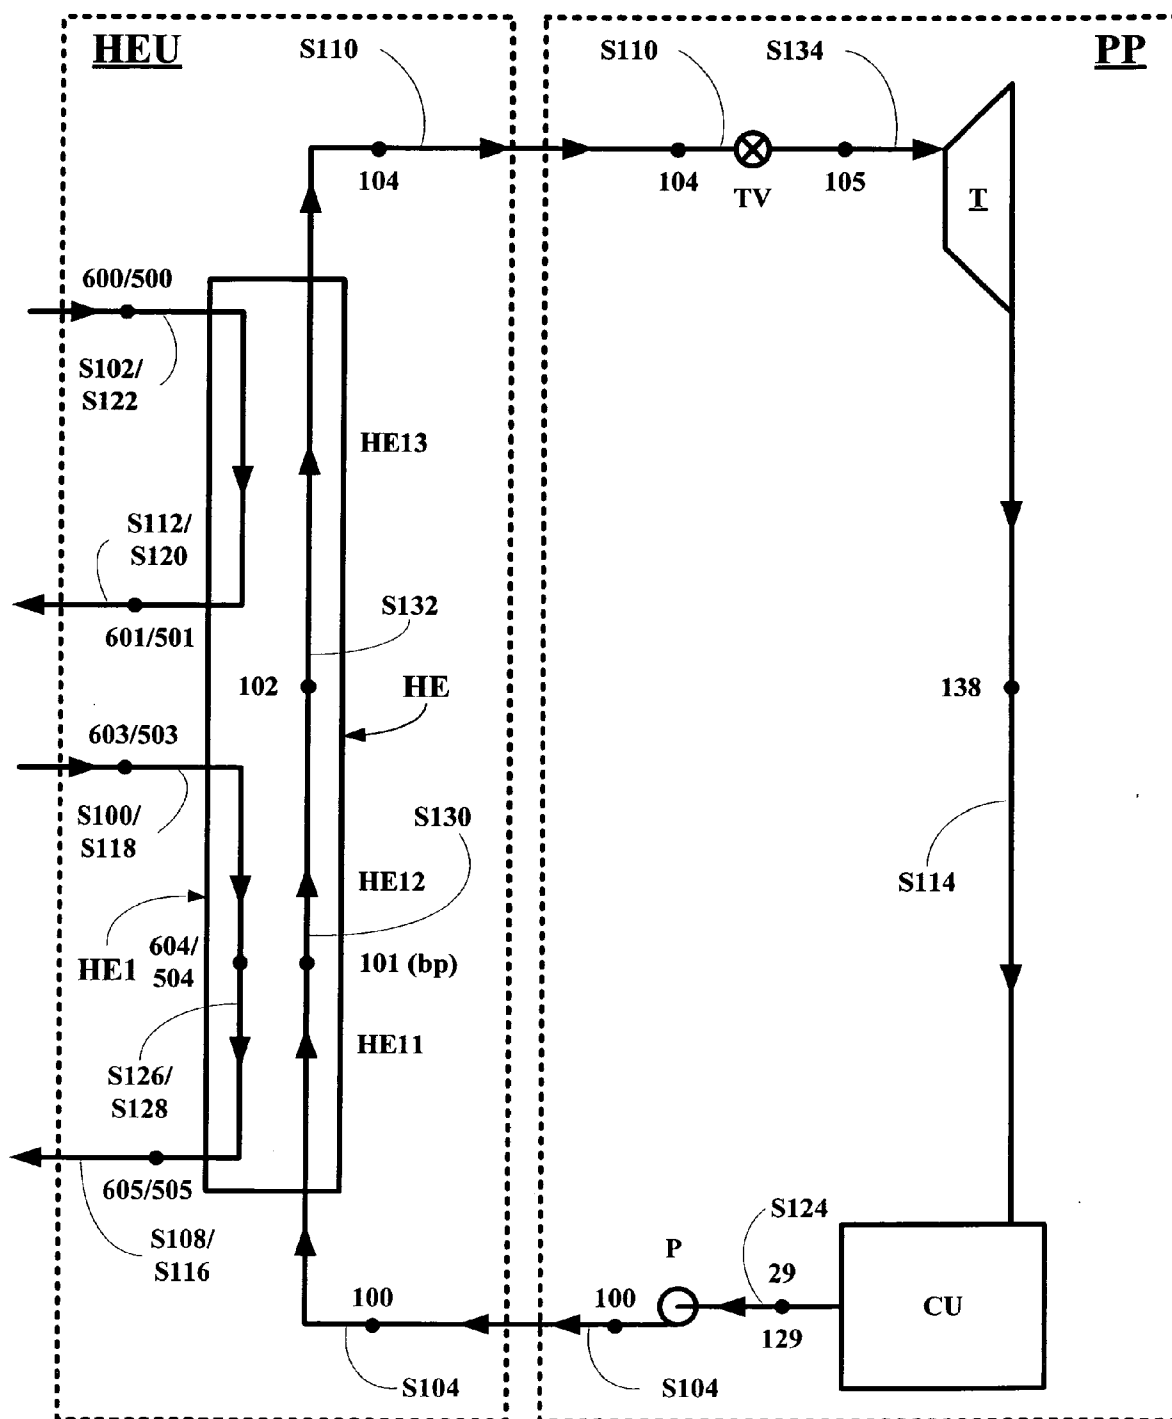 HEU
PP
S110
S110
S134
104
104
TV
105
T
600/500
S102/
S122
HE13
S112/
S120
601/501
S132
102
HE
138
603/503
S100/
S118
S130
S114
HE12
HE1
604/
504
101 (bp)
HE11
S126/
S128
605/505
S108/
S116
S124
P
29
CU
100
100
129
S104
S104